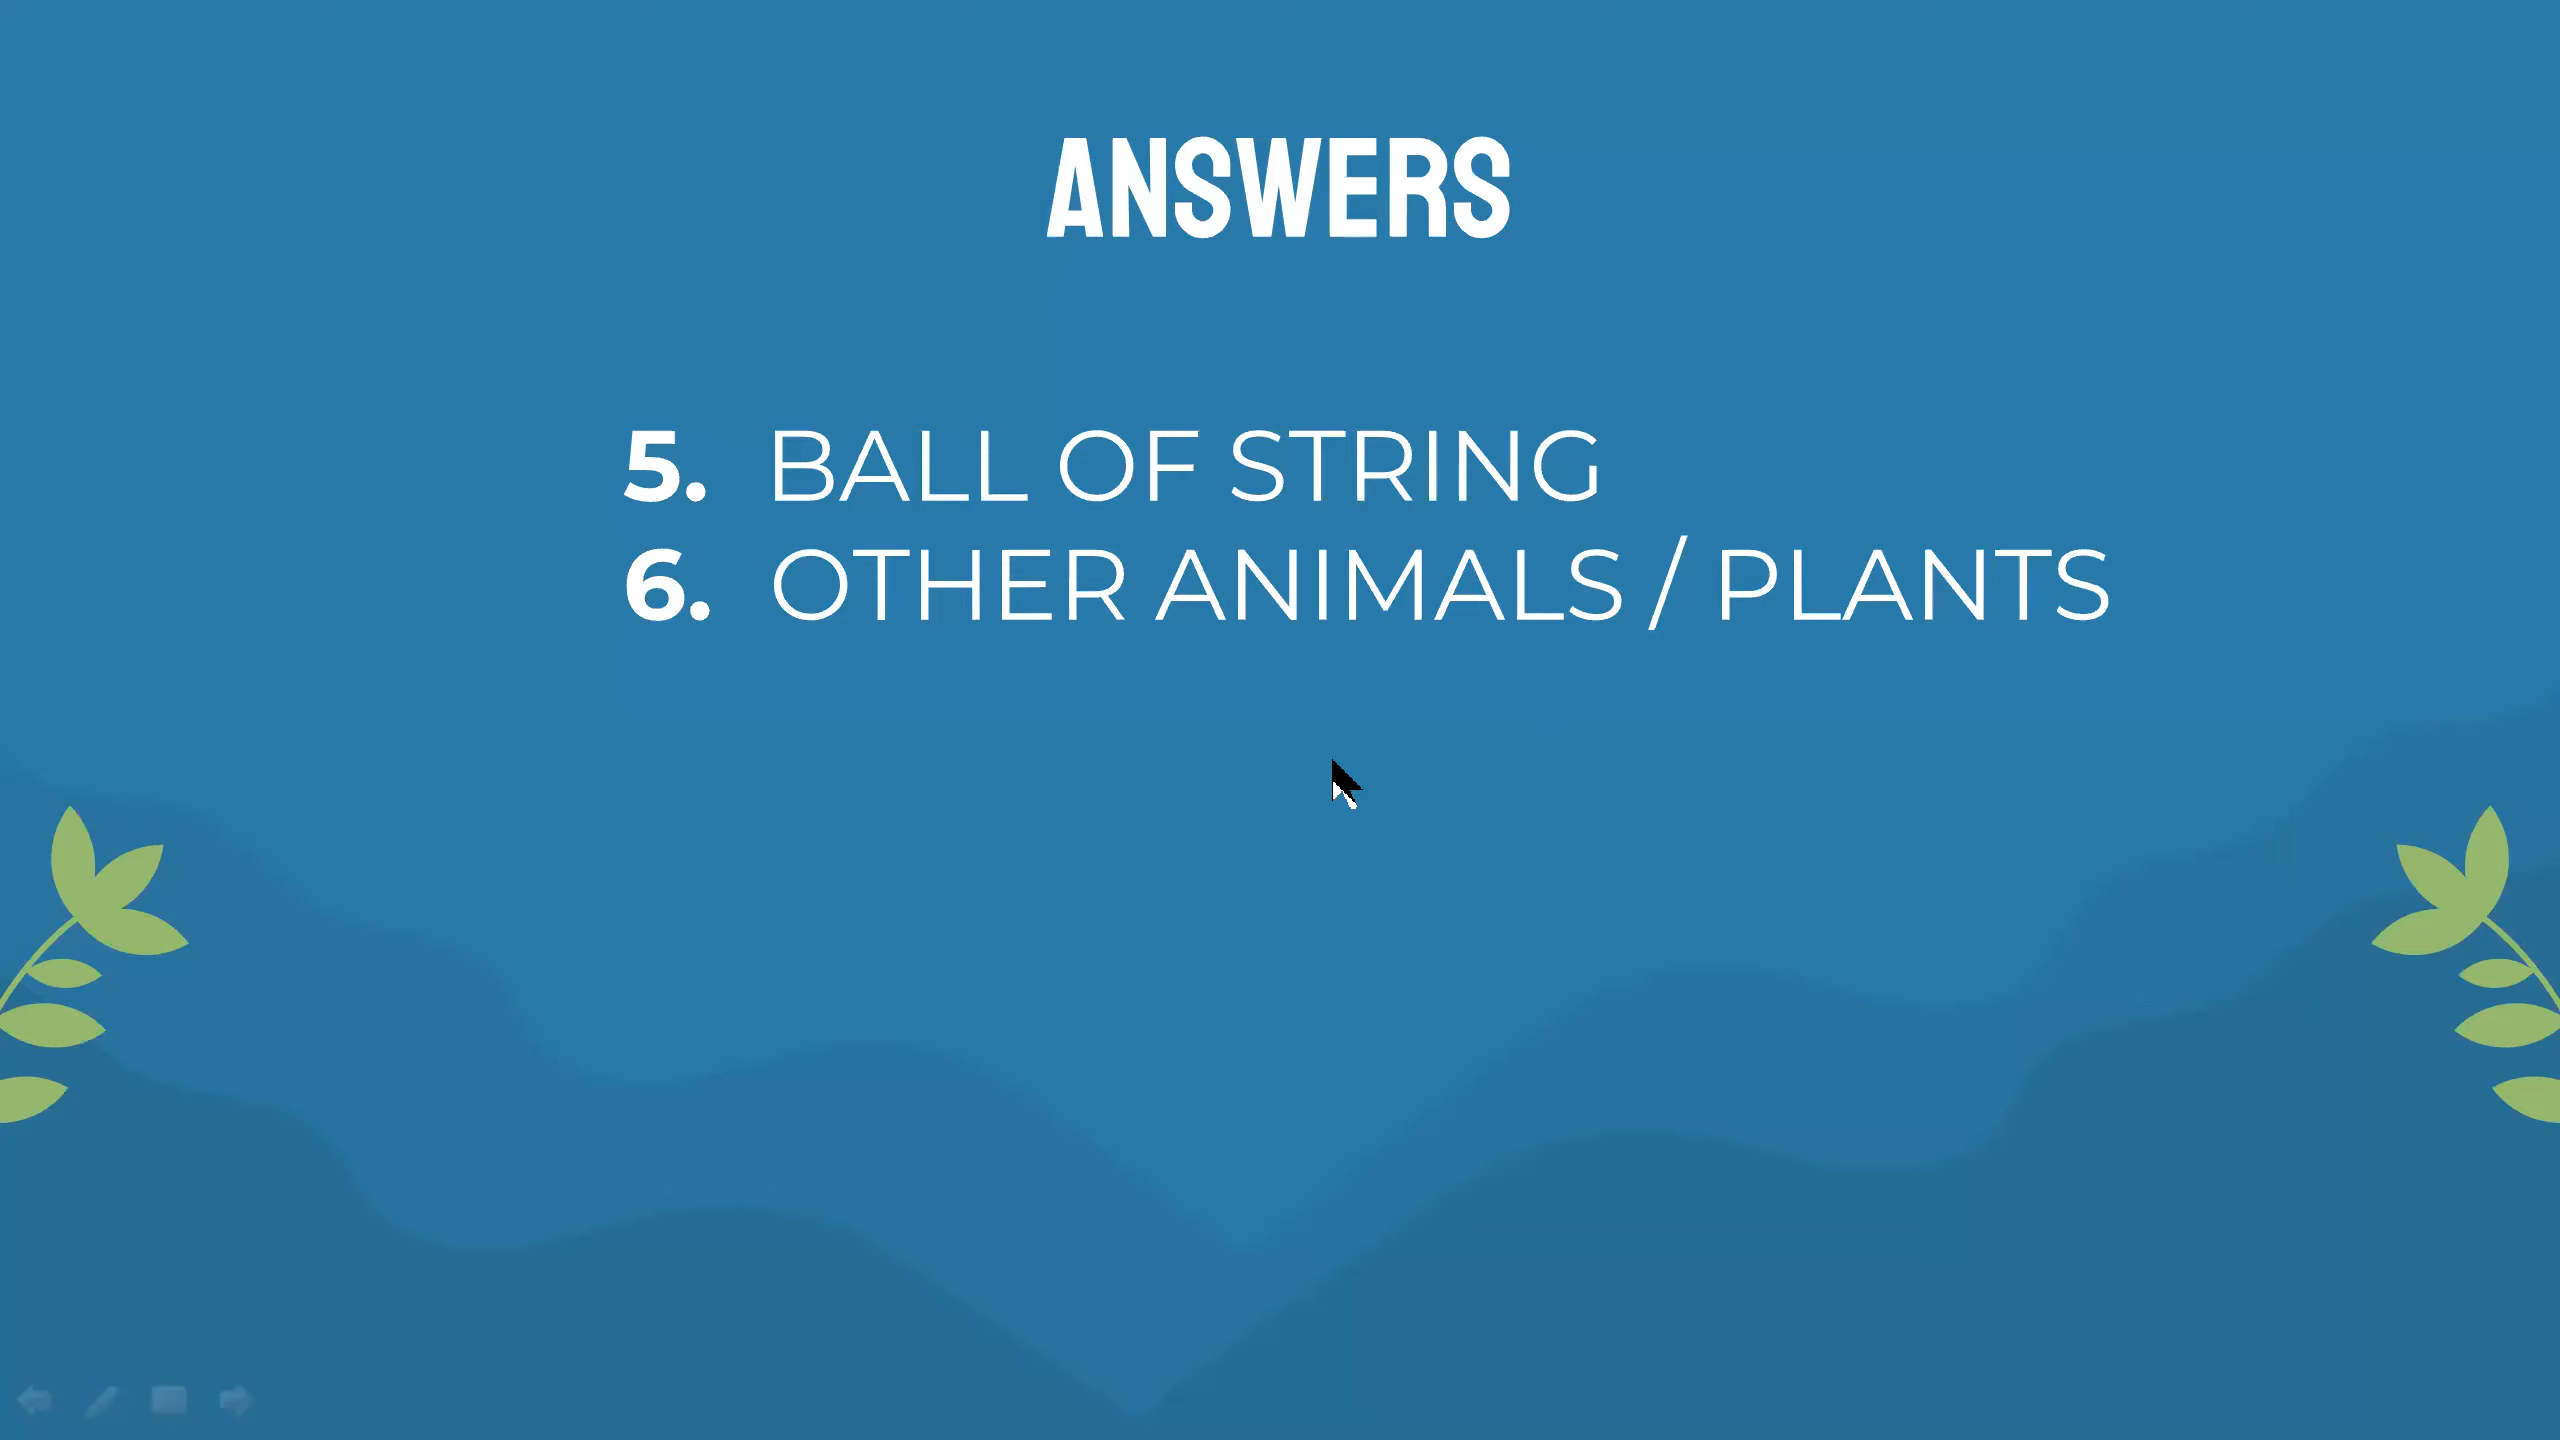 ANSWERS
5. BALL OF STRING
6. OTHER ANIMALS / PLANTS